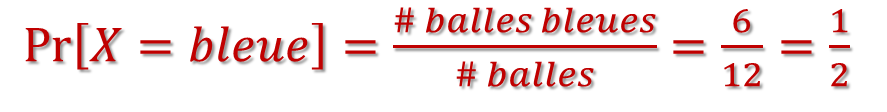 Pr[X = bleue] = # balles bleues / # balles = 6/12 = 1/2